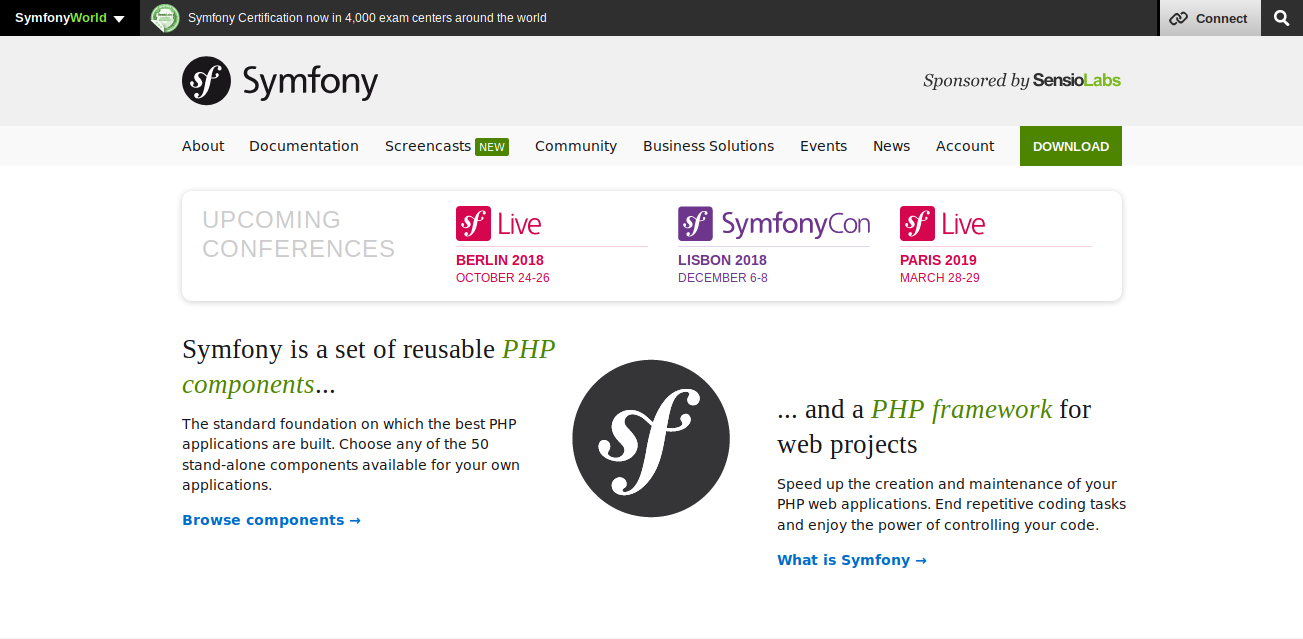 SymfonyWorld
Symfony Certification now in 4,000 exam centers around the world
Connect
sf Symfony
Sponsored by SensioLabs
About
Documentation
Screencasts NEW
Community
Business Solutions
Events
News
Account
DOWNLOAD
UPCOMING
CONFERENCES
sf Live
BERLIN 2018
OCTOBER 24-26
sf SymfonyCon
LISBON 2018
DECEMBER 6-8
sf Live
PARIS 2019
MARCH 28-29
Symfony is a set of reusable PHP
components...
The standard foundation on which the best PHP
applications are built. Choose any of the 50
stand-alone components available for your own
applications.
Browse components →
sf
... and a PHP framework for
web projects
Speed up the creation and maintenance of your
PHP web applications. End repetitive coding tasks
and enjoy the power of controlling your code.
What is Symfony →